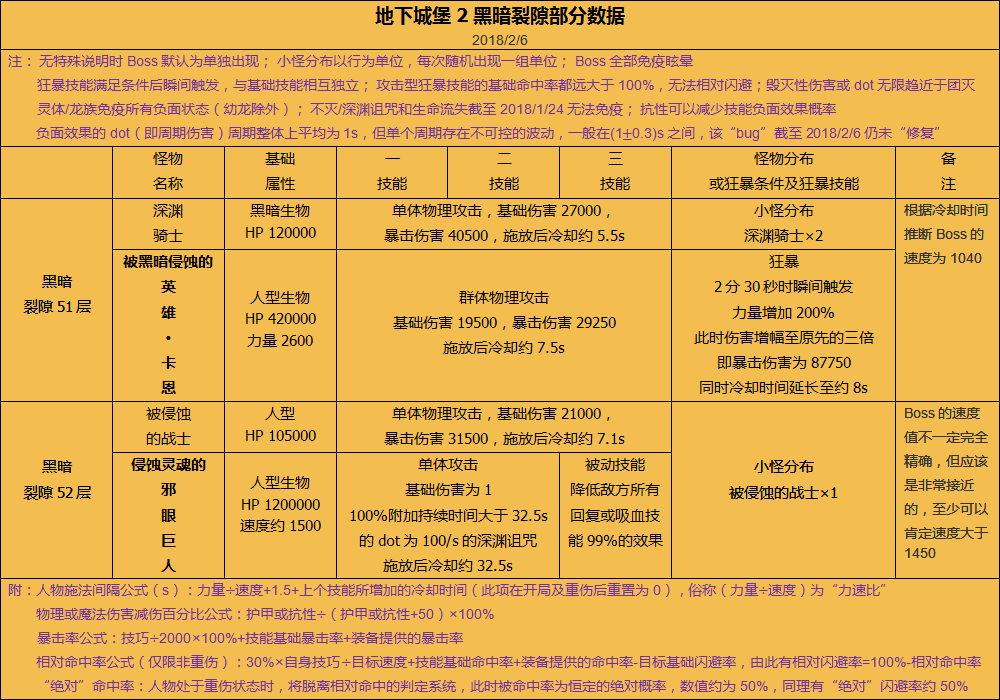 地下城堡 2 黑暗裂隙部分数据
2018/2/6
注： 无特殊说明时 Boss 默认为单独出现； 小怪分布以行为单位，每次随机出现一组单位； Boss 全部免疫眩晕
狂暴技能满足条件后瞬间触发，与基础技能相互独立； 攻击型狂暴技能的基础命中率都远大于 100%，无法相对闪避；毁灭性伤害或 dot 无限趋近于团灭
灵体/龙族免疫所有负面状态（幼龙除外）； 不灭/深渊诅咒和生命流失截至 2018/1/24 无法免疫； 抗性可以减少技能负面效果概率
负面效果的 dot（即周期伤害）周期整体上平均为 1s，但单个周期存在不可控的波动，一般在(1±0.3)s 之间，该“bug”截至 2018/2/6 仍未“修复”
怪物
名称
基础
属性
一
技能
二
技能
三
技能
怪物分布
或狂暴条件及狂暴技能
备
注
黑暗
裂隙 51 层
深渊
骑士
黑暗生物
HP 120000
单体物理攻击，基础伤害 27000，
暴击伤害 40500，施放后冷却约 5.5s
小怪分布
深渊骑士×2
根据冷却时间
推断 Boss 的
速度为 1040
被黑暗侵蚀的
英
雄
·
卡
恩
人型生物
HP 420000
力量 2600
群体物理攻击
基础伤害 19500，暴击伤害 29250
施放后冷却约 7.5s
狂暴
2 分 30 秒时瞬间触发
力量增加 200%
此时伤害增幅至原先的三倍
即暴击伤害为 87750
同时冷却时间延长至约 8s
黑暗
裂隙 52 层
被侵蚀
的战士
人型
HP 105000
单体物理攻击，基础伤害 21000，
暴击伤害 31500，施放后冷却约 7.1s
小怪分布
被侵蚀的战士×1
Boss 的速度
值不一定完全
精确，但应该
是非常接近
的，至少可以
肯定速度大于
1450
侵蚀灵魂的
邪
眼
巨
人
人型生物
HP 1200000
速度约 1500
单体攻击
基础伤害为 1
100%附加持续时间大于 32.5s
的 dot 为 100/s 的深渊诅咒
施放后冷却约 32.5s
被动技能
降低敌方所有
回复或吸血技
能 99%的效果
附：人物施法间隔公式（s）：力量÷速度+1.5+上个技能所增加的冷却时间（此项在开局及重伤后重置为 0 ），俗称（力量÷速度）为“力速比”
物理或魔法伤害减伤百分比公式：护甲或抗性÷（护甲或抗性+50）×100%
暴击率公式：技巧÷2000×100%+技能基础暴击率+装备提供的暴击率
相对命中率公式（仅限非重伤）：30%×自身技巧÷目标速度+技能基础命中率+装备提供的命中率-目标基础闪避率，由此有相对闪避率=100%-相对命中率
“绝对”命中率：人物处于重伤状态时，将脱离相对命中的判定系统，此时被命中率为恒定的绝对概率，数值约为 50%，同理有“绝对”闪避率约 50%